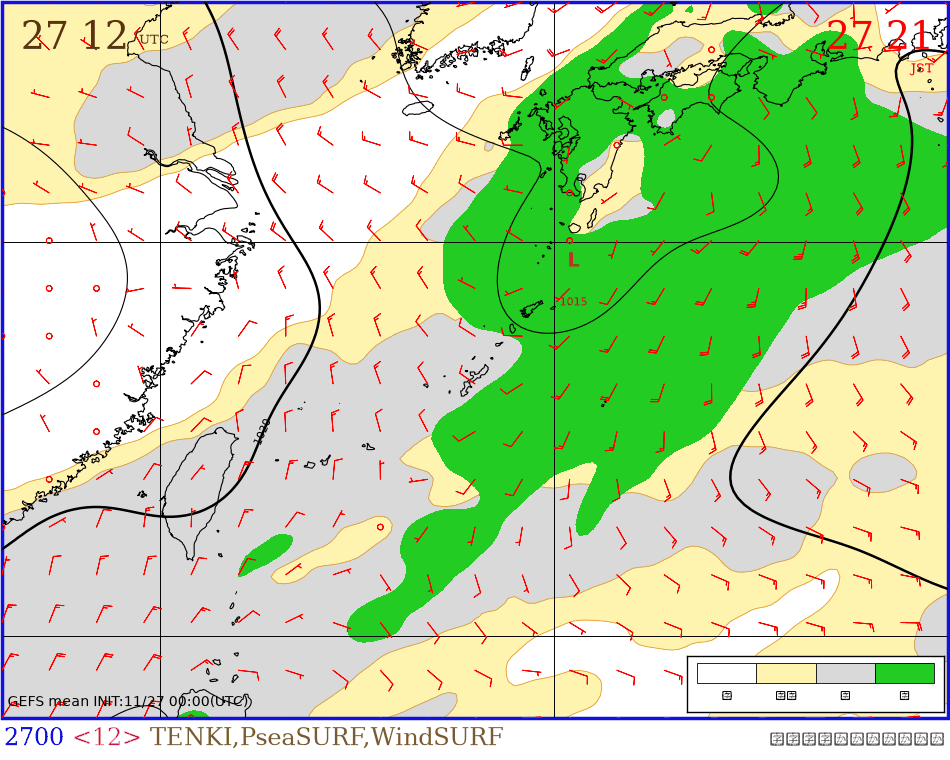 27 12 UTC
27 21 JST
L
1015
1020
GEFS mean INIT:11/27 00:00(UTC)
2700 <12> TENKI,PseaSURF,WindSURF